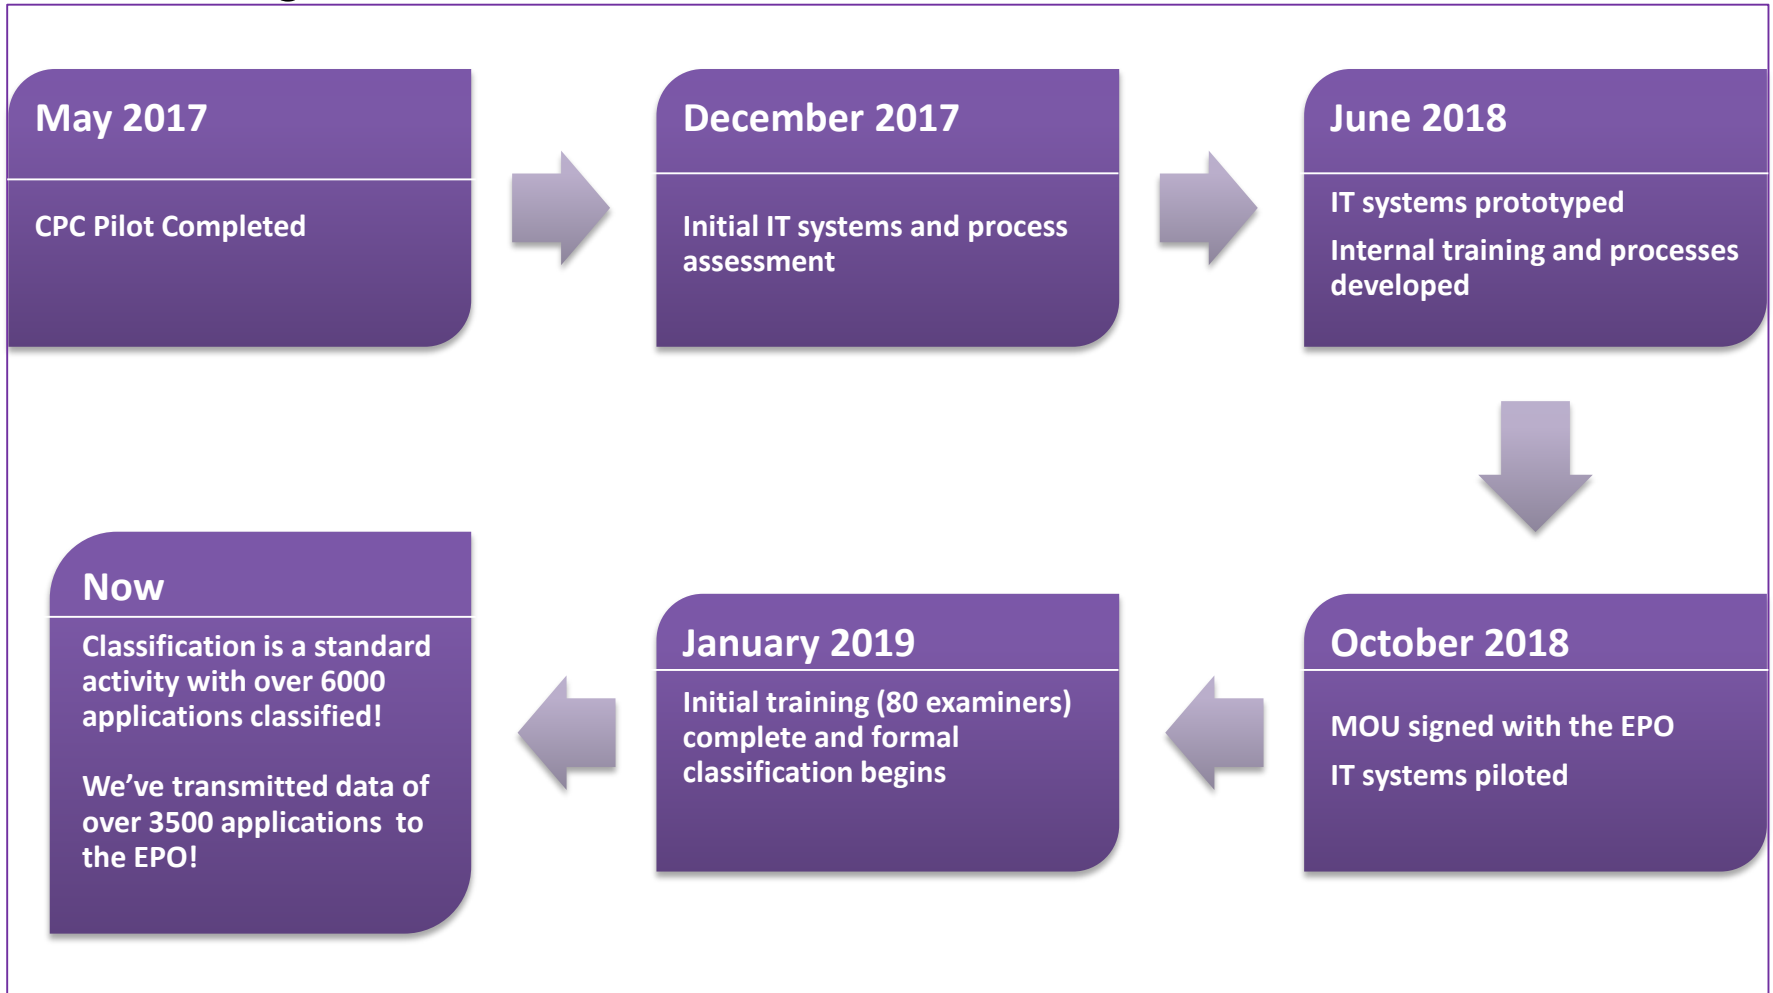 May 2017
CPC Pilot Completed
December 2017
Initial IT systems and process
assessment
June 2018
IT systems prototyped
Internal training and processes
developed
October 2018
MOU signed with the EPO
IT systems piloted
January 2019
Initial training (80 examiners)
complete and formal
classification begins
Now
Classification is a standard
activity with over 6000
applications classified!
We’ve transmitted data of
over 3500 applications  to
the EPO!